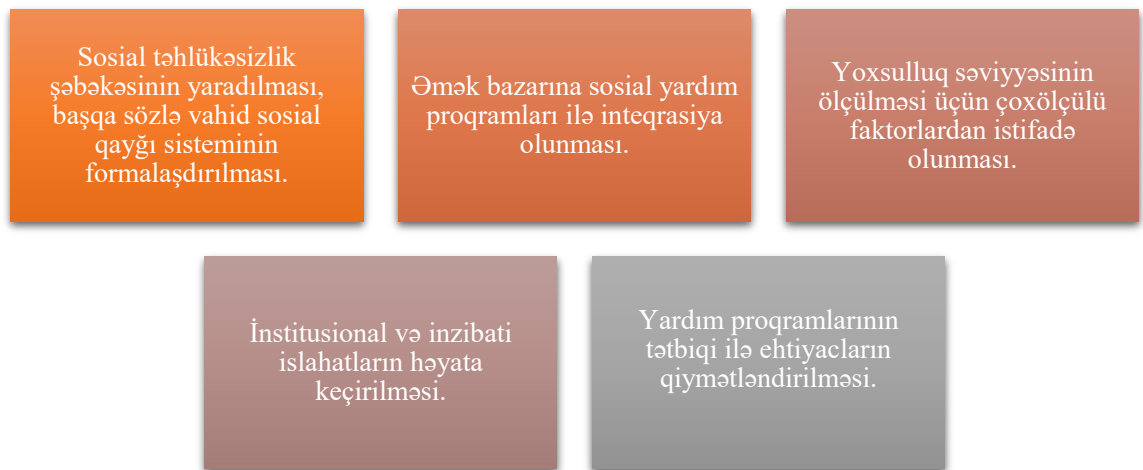 Sosial təhlükəsizlik
şəbəkəsinin yaradılması,
başqa sözlə vahid sosial
qayğı sisteminin
formalaşdırılması.
Əmək bazarına sosial yardım
proqramları ilə inteqrasiya
olunması.
Yoxsulluq səviyyəsinin
ölçülməsi üçün çoxölçülü
faktorlardan istifadə
olunması.
İnstitusional və inzibati
islahatların həyata
keçirilməsi.
Yardım proqramlarının
tətbiqi ilə ehtiyacların
qiymətləndirilməsi.